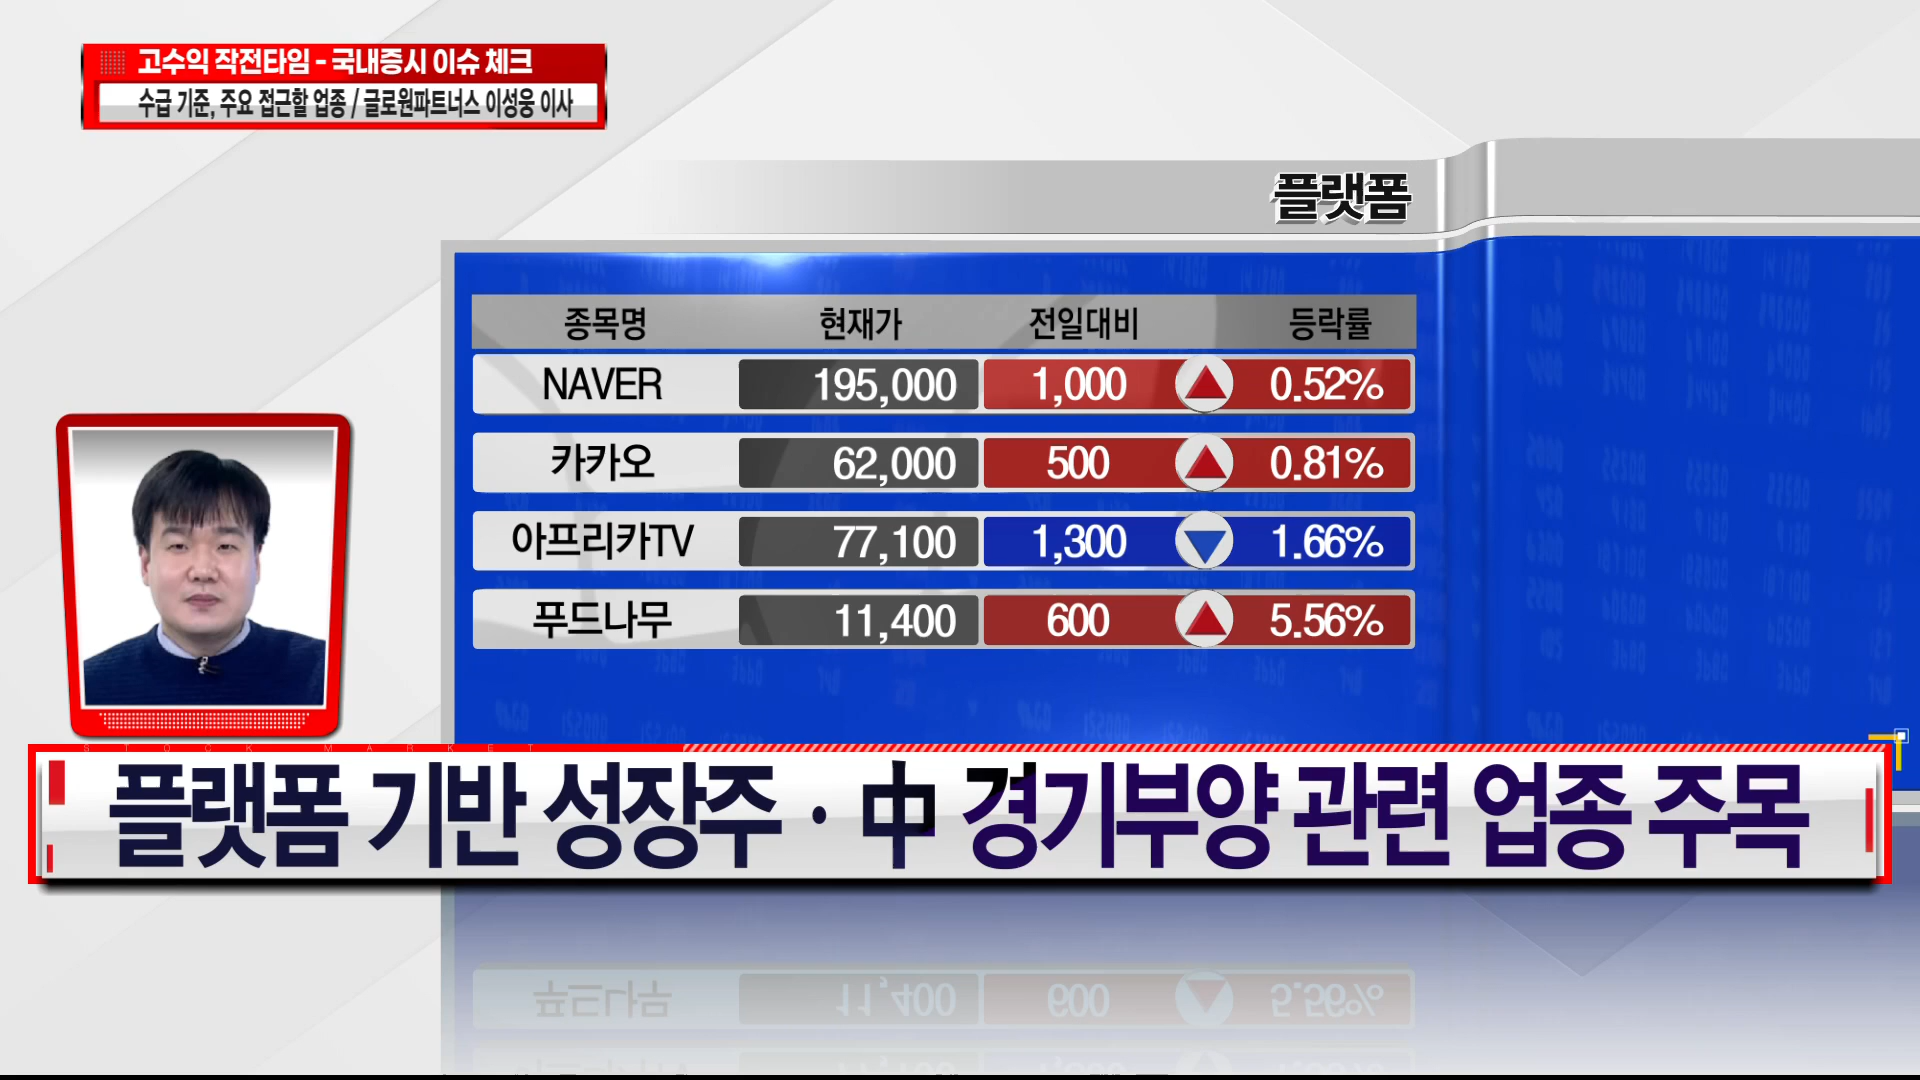 고수익 작전타임 - 국내증시 이슈 체크
수급 기준, 주요 접근할 업종 / 글로원파트너스 이성웅 이사
플랫폼
종목명 현재가 전일대비 등락률
NAVER 195,000 1,000 ▲ 0.52%
카카오 62,000 500 ▲ 0.81%
아프리카TV 77,100 1,300 ▼ 1.66%
푸드나무 11,400 600 ▲ 5.56%
STOCK MARKET
플랫폼 기반 성장주 · 中 경기부양 관련 업종 주목